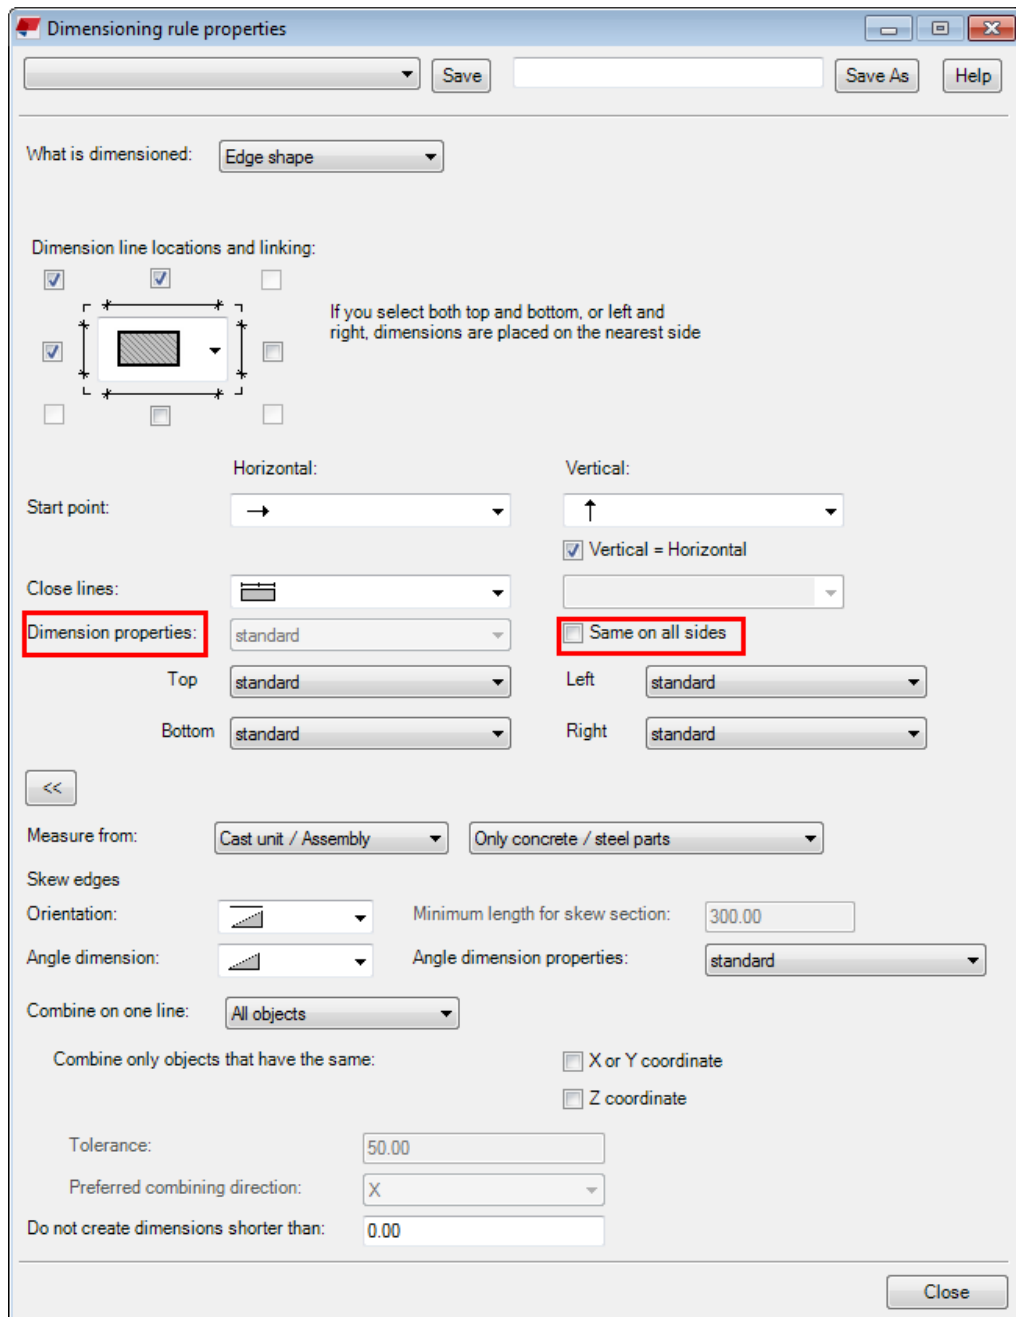 Dimensioning rule properties
Save Save As Help
What is dimensioned: Edge shape
Dimension line locations and linking:
If you select both top and bottom, or left and
right, dimensions are placed on the nearest side
Horizontal: Vertical:
Start point:
Vertical = Horizontal
Close lines:
Dimension properties: standard Same on all sides
Top standard Left standard
Bottom standard Right standard
<<
Measure from: Cast unit / Assembly Only concrete / steel parts
Skew edges
Orientation: Minimum length for skew section: 300.00
Angle dimension: Angle dimension properties: standard
Combine on one line: All objects
Combine only objects that have the same: X or Y coordinate
Z coordinate
Tolerance: 50.00
Preferred combining direction: X
Do not create dimensions shorter than: 0.00
Close